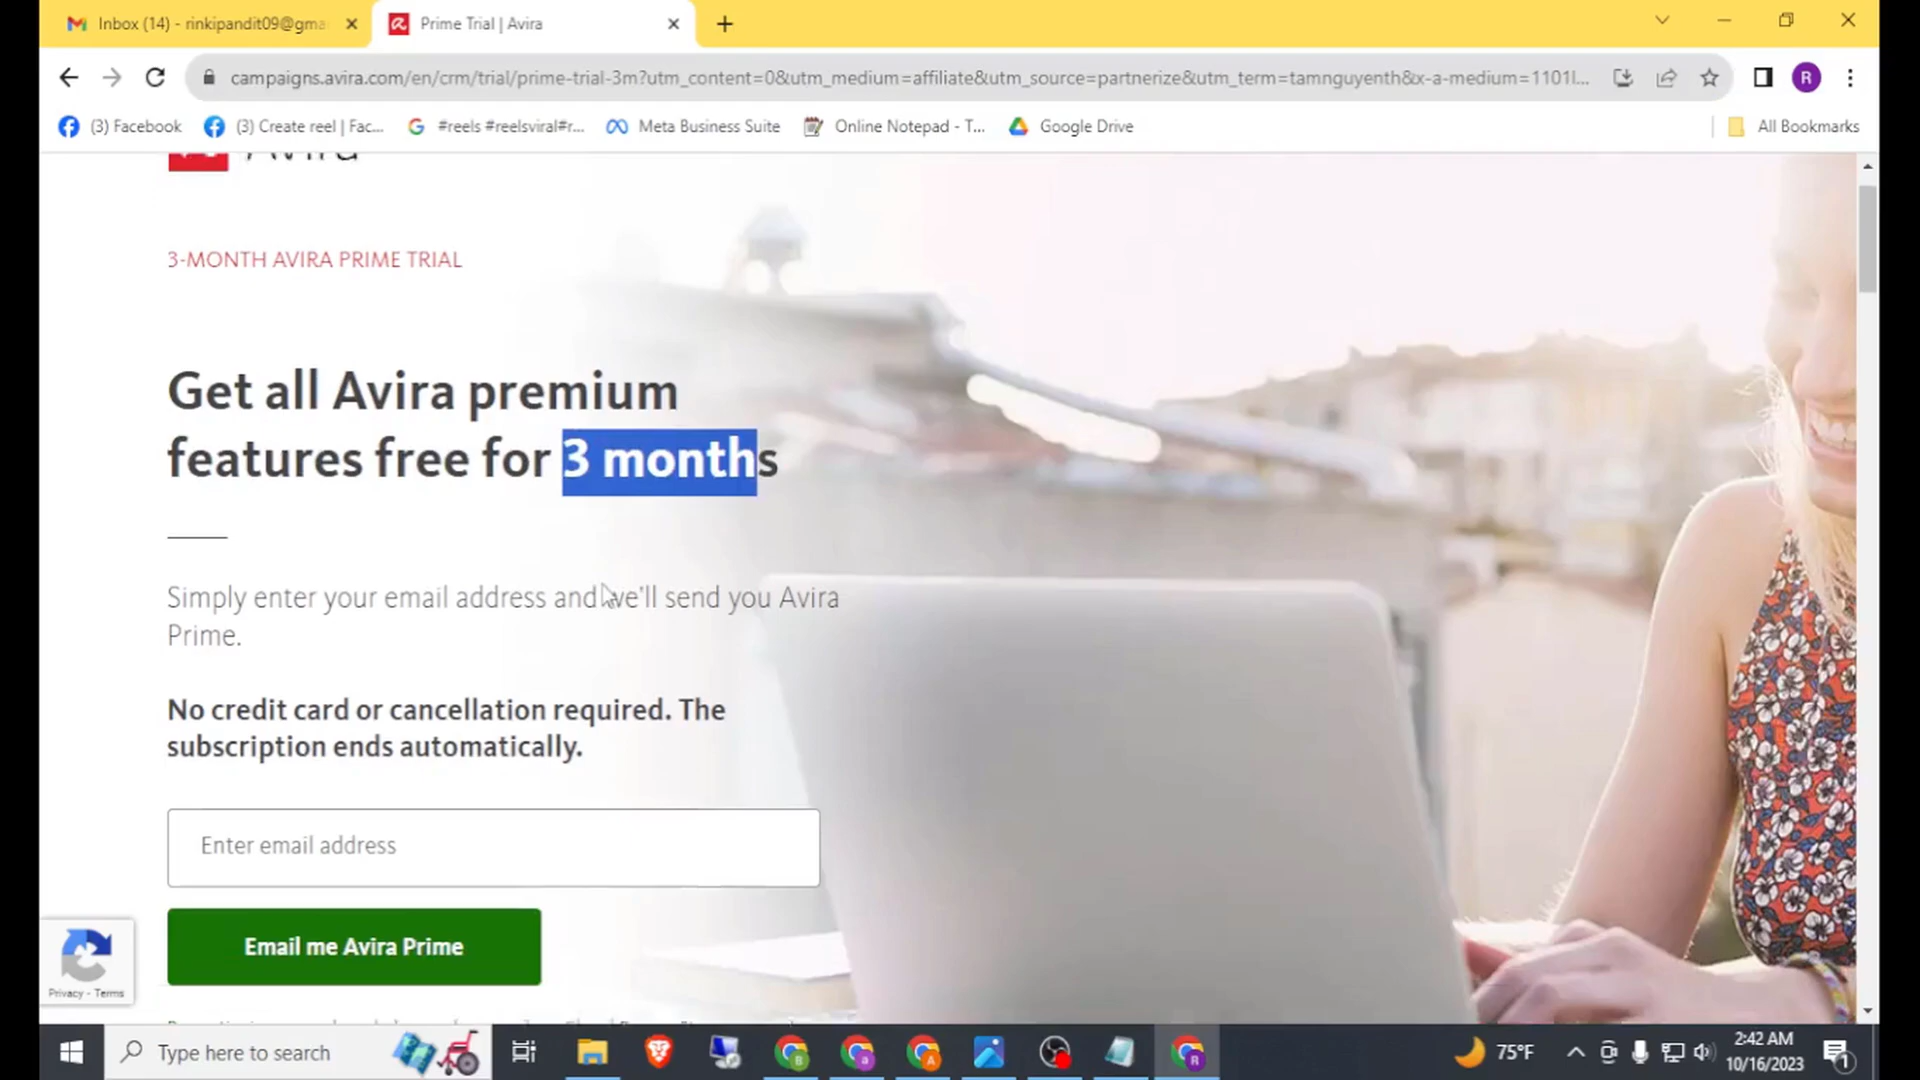 Inbox (14) - rinkipandit09@gma
Prime Trial | Avira
campaigns.avira.com/en/crm/trial/prime-trial-3m?utm_content=0&utm_medium=affiliate&utm_source=partnerize&utm_term=tamnguyenth&x-a-medium=1101l...
R
(3) Facebook
(3) Create reel | Fac...
#reels #reelsviral#r...
Meta Business Suite
Online Notepad - T...
Google Drive
All Bookmarks
Avira
3-MONTH AVIRA PRIME TRIAL
Get all Avira premium
features free for 3 months
Simply enter your email address and we'll send you Avira
Prime.
No credit card or cancellation required. The
subscription ends automatically.
Enter email address
Email me Avira Prime
Privacy - Terms
Type here to search
75°F
2:42 AM
10/16/2023
1